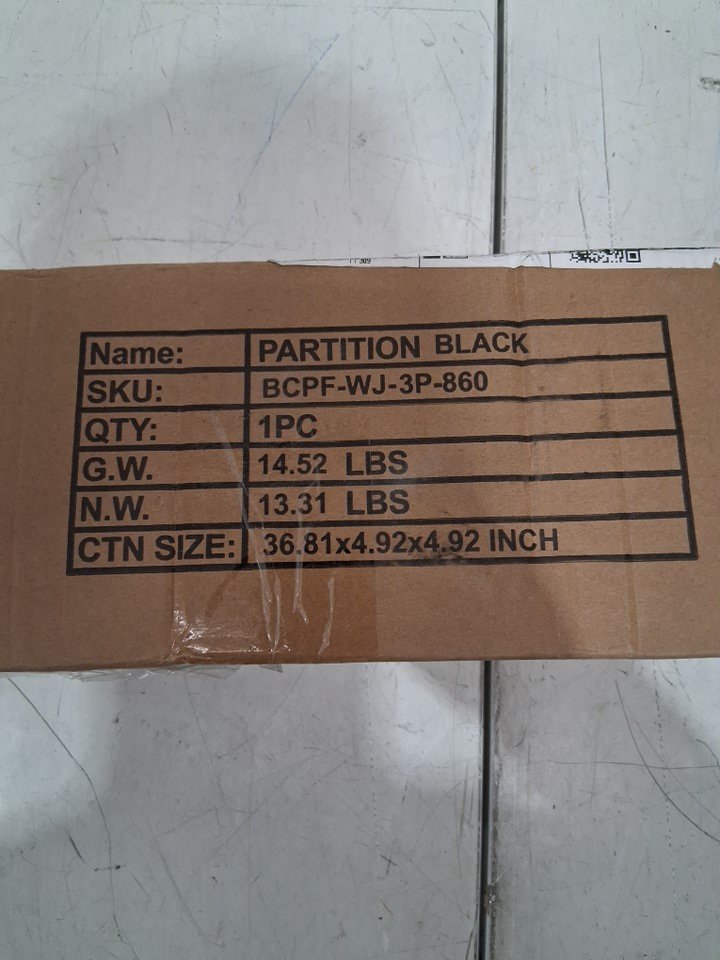 Name: PARTITION BLACK
SKU: BCPF-WJ-3P-860
QTY: 1PC
G.W. 14.52 LBS
N.W. 13.31 LBS
CTN SIZE: 36.81x4.92x4.92 INCH